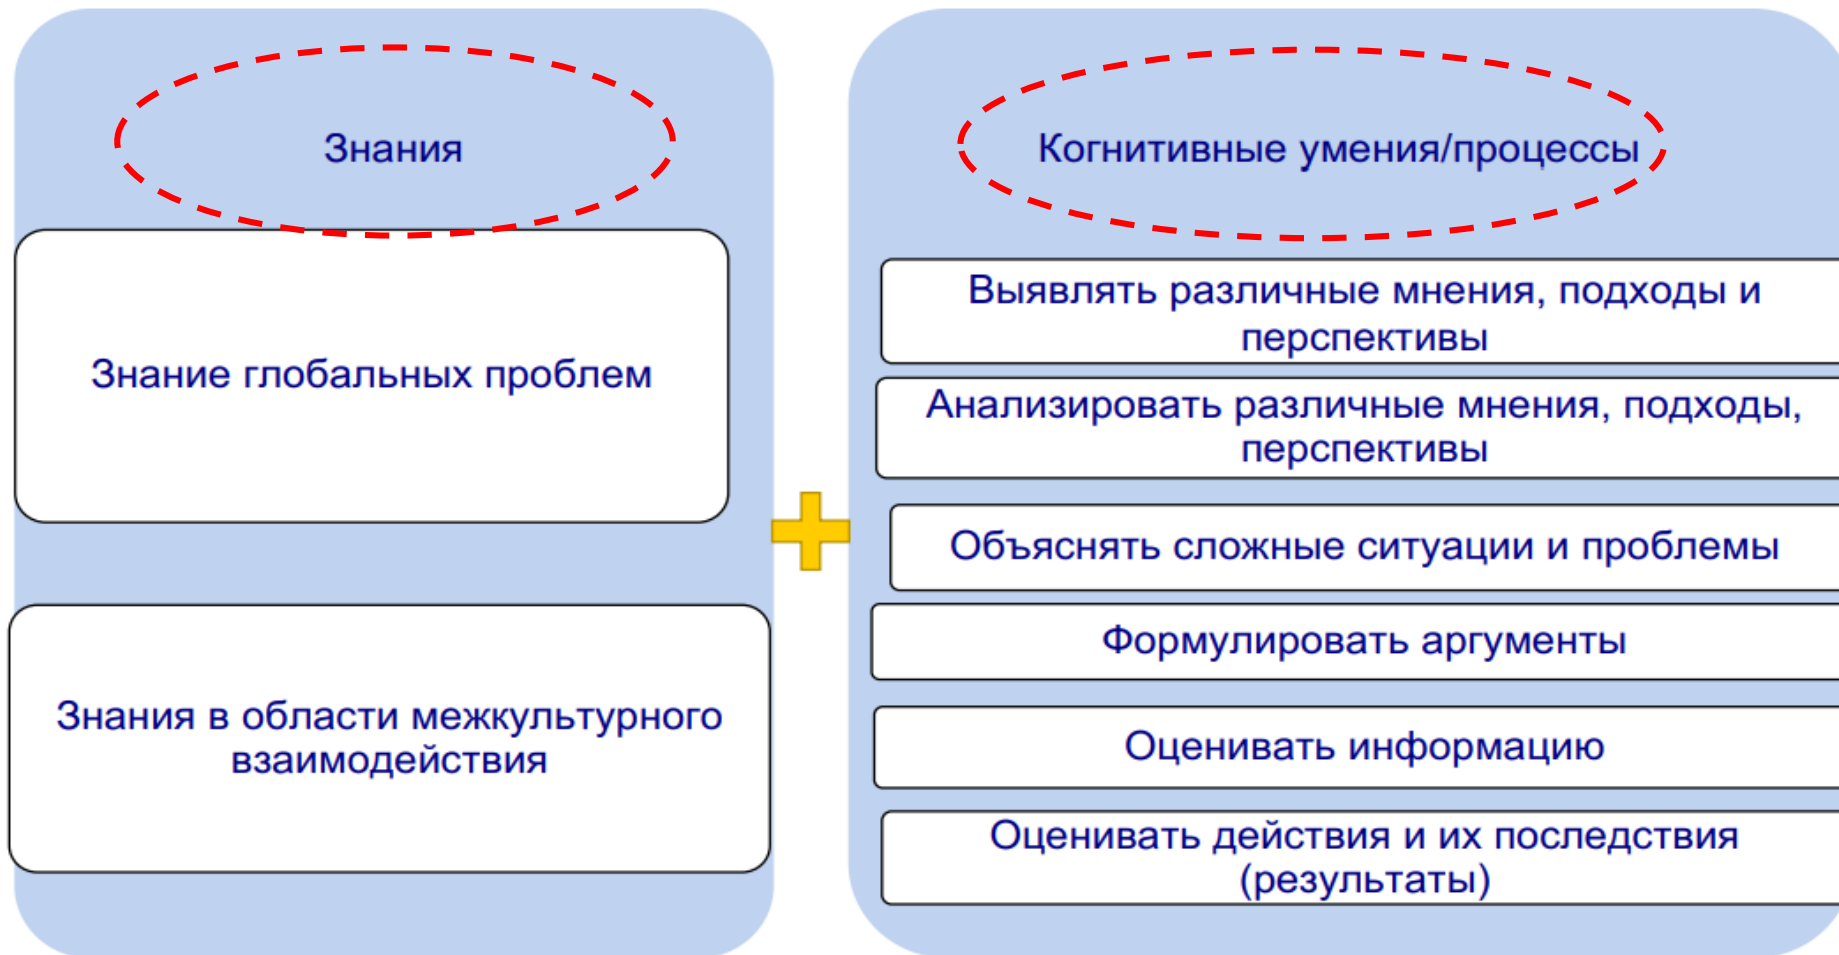 Знания
Знание глобальных проблем
Знания в области межкультурного
взаимодействия
Когнитивные умения/процессы
Выявлять различные мнения, подходы и
перспективы
Анализировать различные мнения, подходы,
перспективы
Объяснять сложные ситуации и проблемы
Формулировать аргументы
Оценивать информацию
Оценивать действия и их последствия
(результаты)